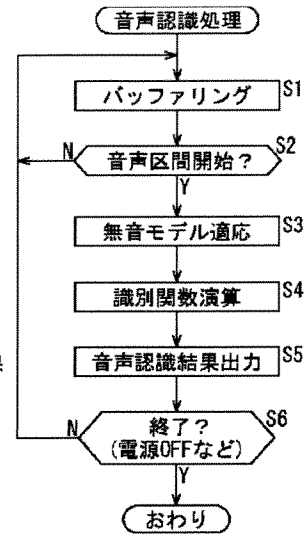 音声認識処理
バッファリング
S1
音声区間開始?
S2
N
Y
無音モデル適応
S3
識別関数演算
S4
音声認識結果出力
S5
終了?
(電源OFFなど)
S6
N
Y
おわり